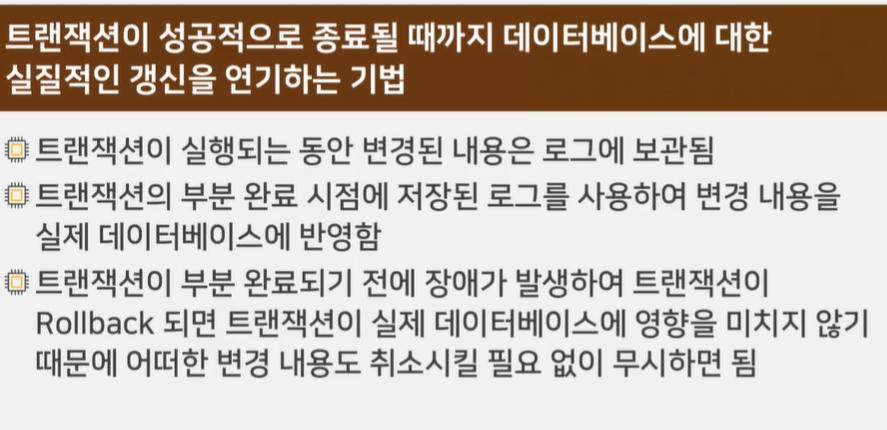 트랜잭션이 성공적으로 종료될 때까지 데이터베이스에 대한
실질적인 갱신을 연기하는 기법
트랜잭션이 실행되는 동안 변경된 내용은 로그에 보관됨
트랜잭션의 부분 완료 시점에 저장된 로그를 사용하여 변경 내용을
실제 데이터베이스에 반영함
트랜잭션이 부분 완료되기 전에 장애가 발생하여 트랜잭션이
Rollback 되면 트랜잭션이 실제 데이터베이스에 영향을 미치지 않기
때문에 어떠한 변경 내용도 취소시킬 필요 없이 무시하면 됨